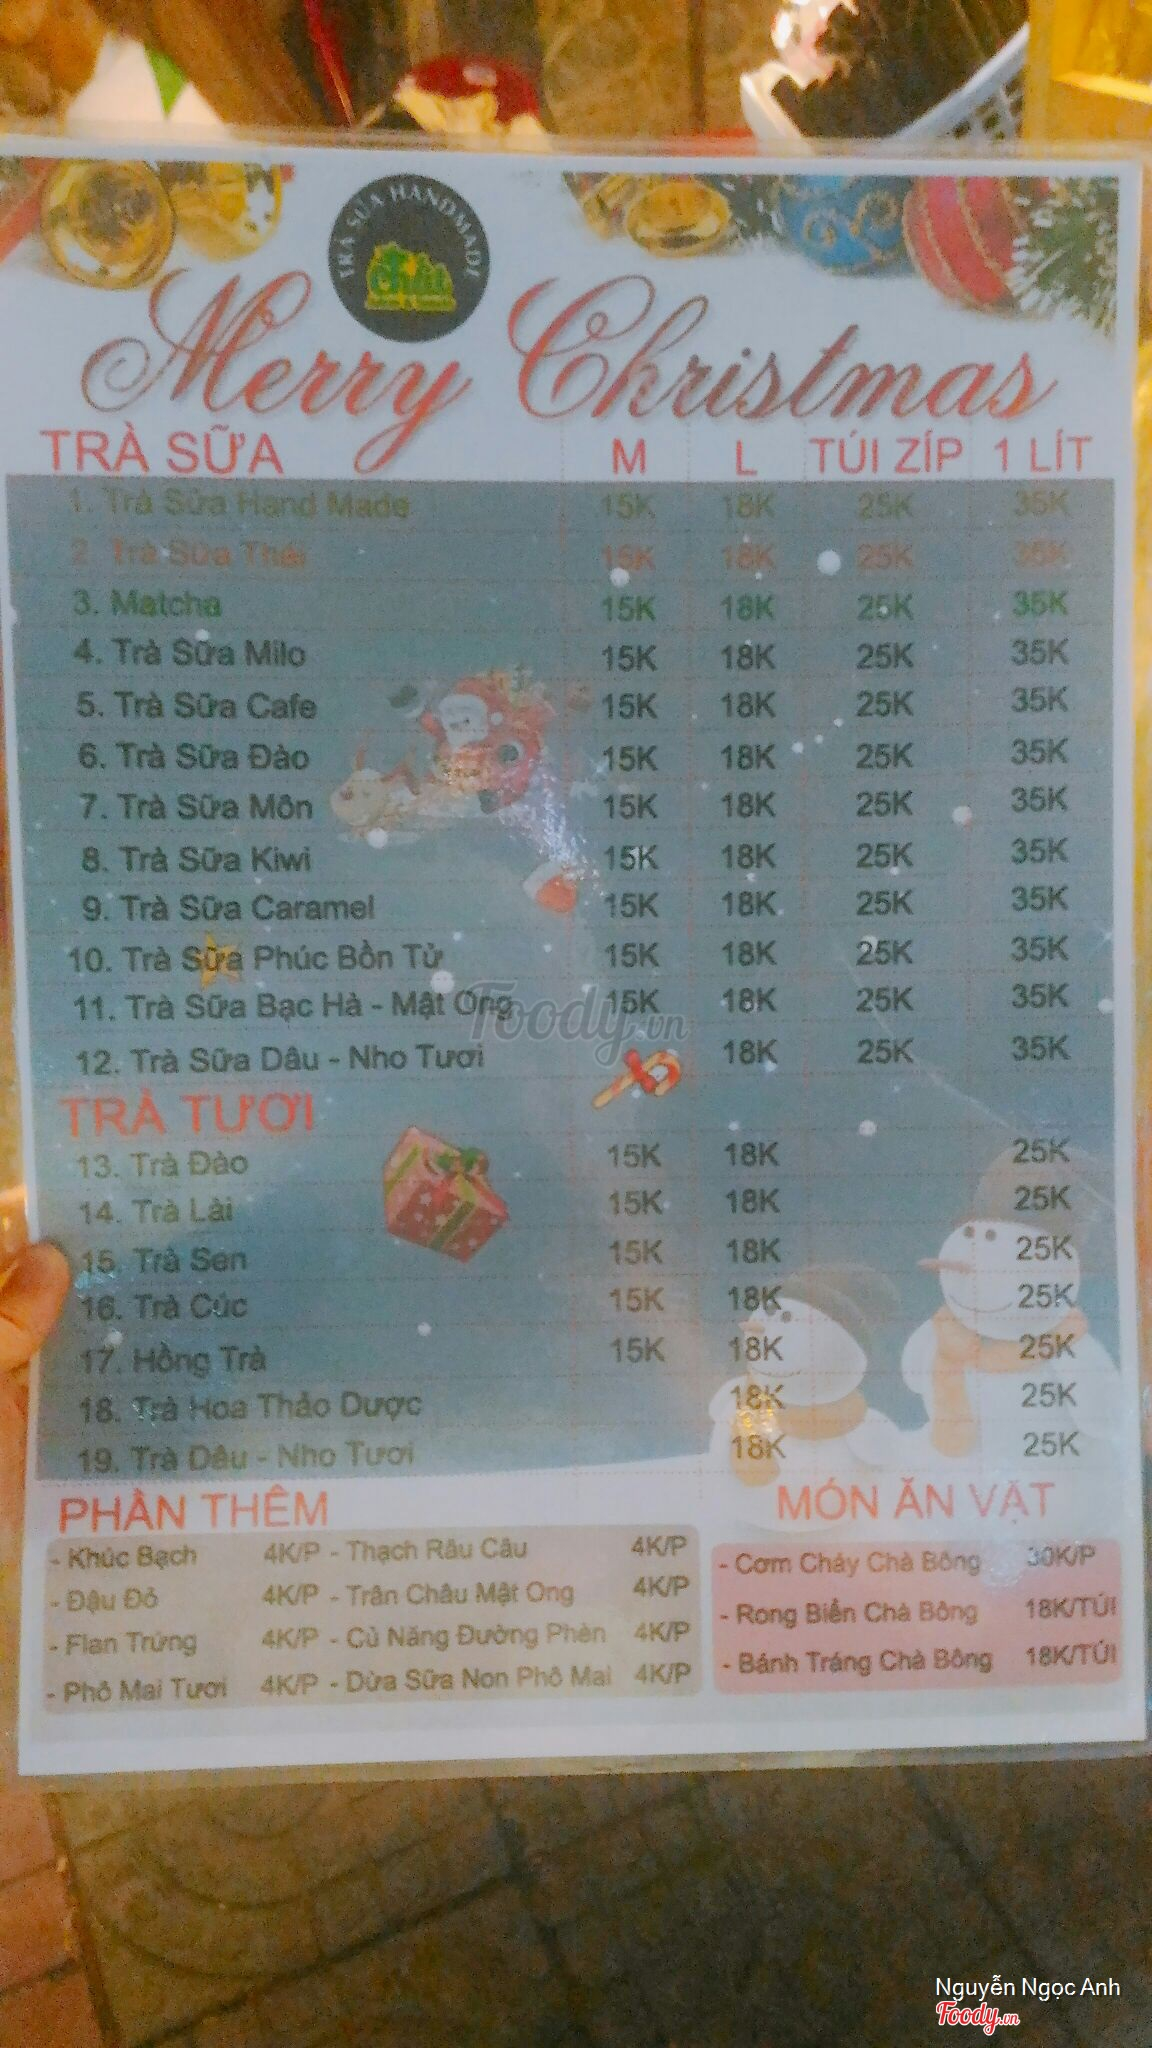 TRÀ SỮA HANDMADE
Merry Christmas
TRÀ SỮA M L TÚI ZÍP 1 LÍT
1. Trà Sữa Hand Made 15K 18K 25K 35K
2. Trà Sữa Thái 15K 18K 25K 35K
3. Matcha 15K 18K 25K 35K
4. Trà Sữa Milo 15K 18K 25K 35K
5. Trà Sữa Cafe 15K 18K 25K 35K
6. Trà Sữa Đào 15K 18K 25K 35K
7. Trà Sữa Môn 15K 18K 25K 35K
8. Trà Sữa Kiwi 15K 18K 25K 35K
9. Trà Sữa Caramel 15K 18K 25K 35K
10. Trà Sữa Phúc Bồn Tử 15K 18K 25K 35K
11. Trà Sữa Bạc Hà - Mật Ong 15K 18K 25K 35K
12. Trà Sữa Dâu - Nho Tươi 18K 25K 35K
Foody.vn
TRÀ TƯƠI
13. Trà Đào 15K 18K 25K
14. Trà Lài 15K 18K 25K
15. Trà Sen 15K 18K 25K
16. Trà Cúc 15K 18K 25K
17. Hồng Trà 15K 18K 25K
18. Trà Hoa Thảo Dược 18K 25K
19. Trà Dâu - Nho Tươi 18K 25K
PHẦN THÊM
- Khúc Bạch 4K/P - Thạch Rău Câu 4K/P
- Đậu Đỏ 4K/P - Trân Châu Mật Ong 4K/P
- Flan Trứng 4K/P - Củ Năng Đường Phèn 4K/P
- Phô Mai Tươi 4K/P - Dừa Sữa Non Phô Mai 4K/P
MÓN ĂN VẶT
- Cơm Cháy Chà Bông 30K/P
- Rong Biển Chà Bông 18K/TÚI
- Bánh Tráng Chà Bông 18K/TÚI
Nguyễn Ngọc Anh
Foody.vn